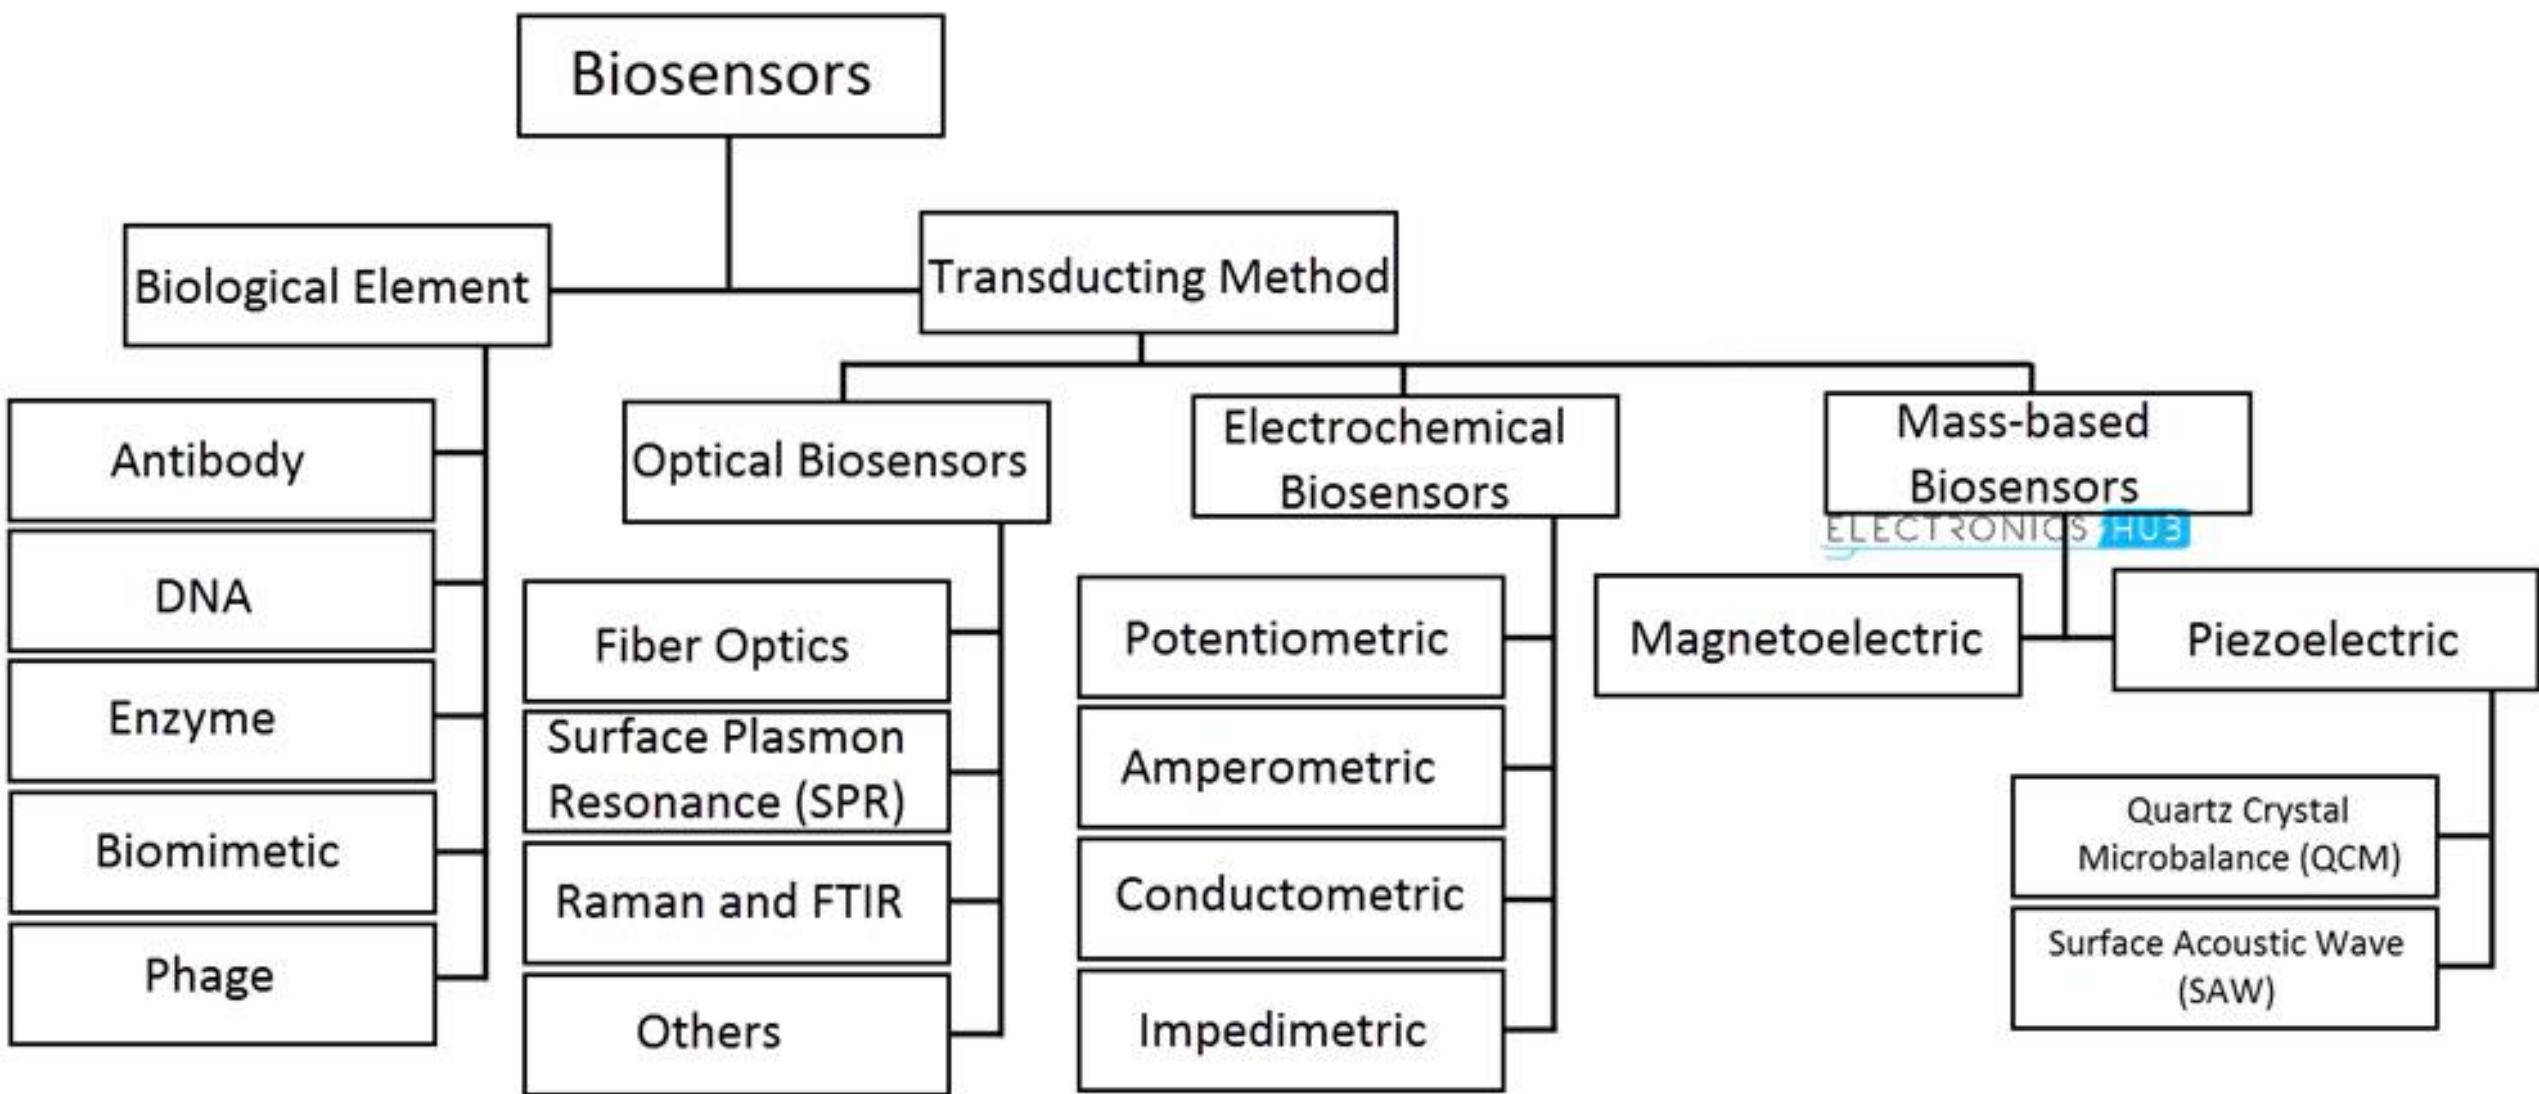 Biosensors
Biological Element
Transducting Method
Antibody
DNA
Enzyme
Biomimetic
Phage
Optical Biosensors
Fiber Optics
Surface Plasmon
Resonance (SPR)
Raman and FTIR
Others
Electrochemical
Biosensors
Potentiometric
Amperometric
Conductometric
Impedimetric
Mass-based
Biosensors
ELECTRONICS HUB
Magnetoelectric
Piezoelectric
Quartz Crystal
Microbalance (QCM)
Surface Acoustic Wave
(SAW)